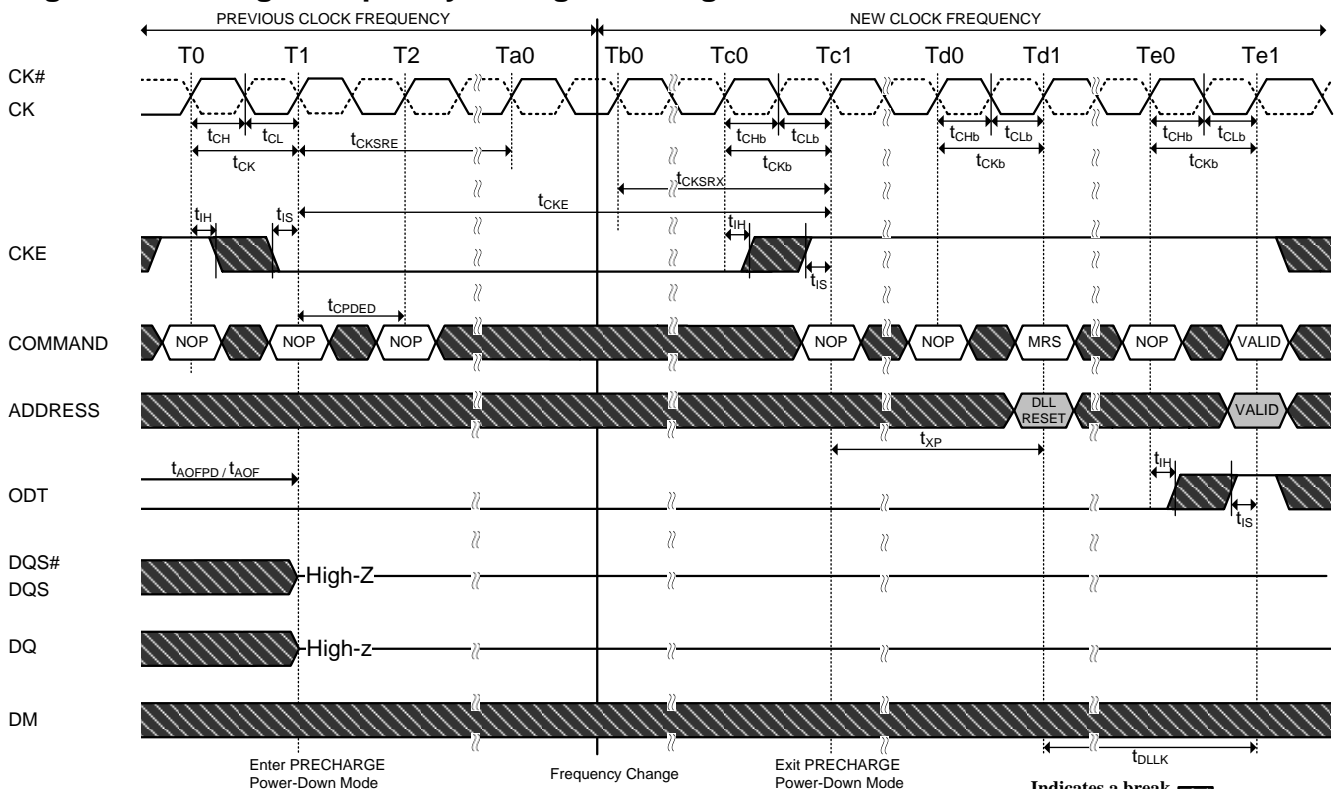 PREVIOUS CLOCK FREQUENCY NEW CLOCK FREQUENCY
T0 T1 T2 Ta0 Tb0 Tc0 Tc1 Td0 Td1 Te0 Te1
CK#
CK
tCH tCL tCHb tCLb tCHb tCLb tCHb tCLb
tCK tCKSRE tCKb tCKb tCKb
tCKSRX
tCKE
tIH tIS tIH
CKE
tIS
tCPDED
COMMAND NOP NOP NOP NOP NOP MRS NOP VALID
ADDRESS DLL RESET VALID
tXP
tAOFPD / tAOF tIH
ODT
tIS
DQS#
DQS
High-Z
DQ High-z
DM
tDLLK
Enter PRECHARGE
Power-Down Mode
Frequency Change
Exit PRECHARGE
Power-Down Mode
Indicates a break